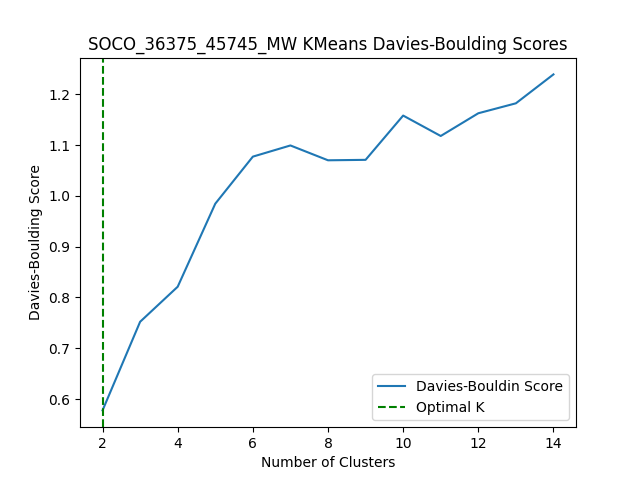 SOCO_36375_45745_MW KMeans Davies-Boulding Scores
Davies-Boulding Score
1.2
1.1
1.0
0.9
0.8
0.7
0.6
Davies-Bouldin Score
Optimal K
2 4 6 8 10 12 14
Number of Clusters